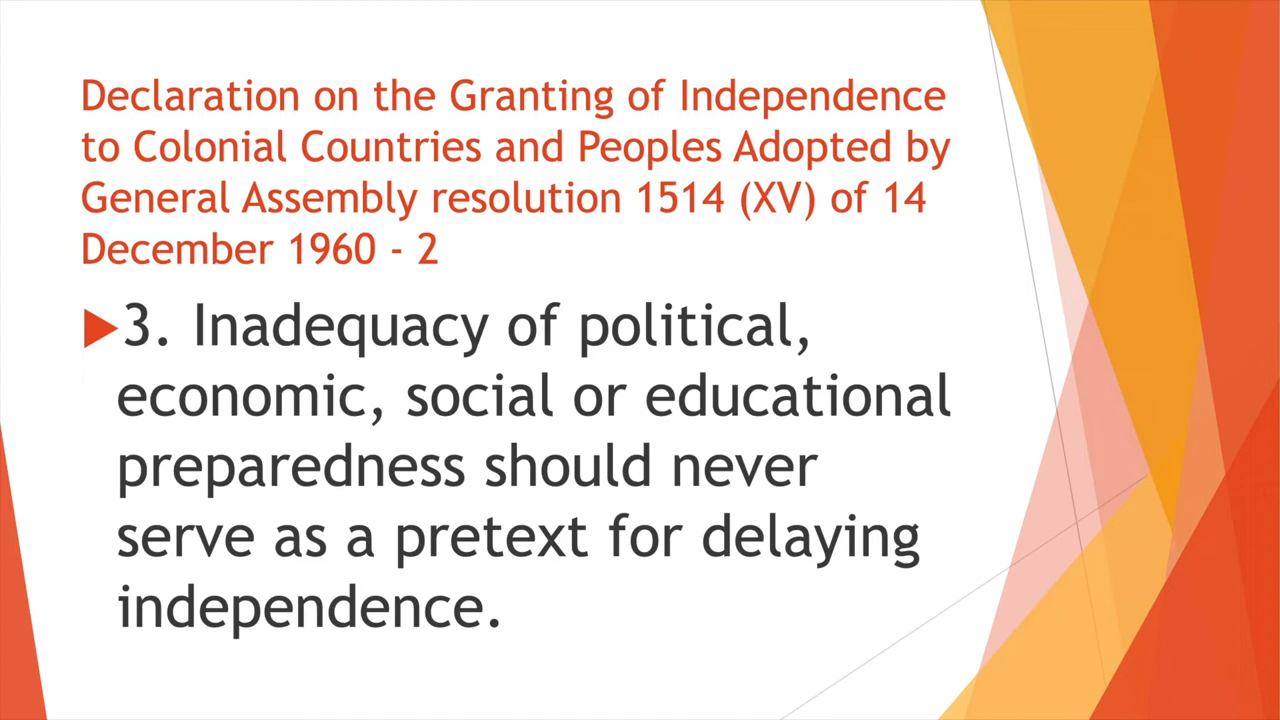 Declaration on the Granting of Independence
to Colonial Countries and Peoples Adopted by
General Assembly resolution 1514 (XV) of 14
December 1960 - 2
3. Inadequacy of political,
economic, social or educational
preparedness should never
serve as a pretext for delaying
independence.